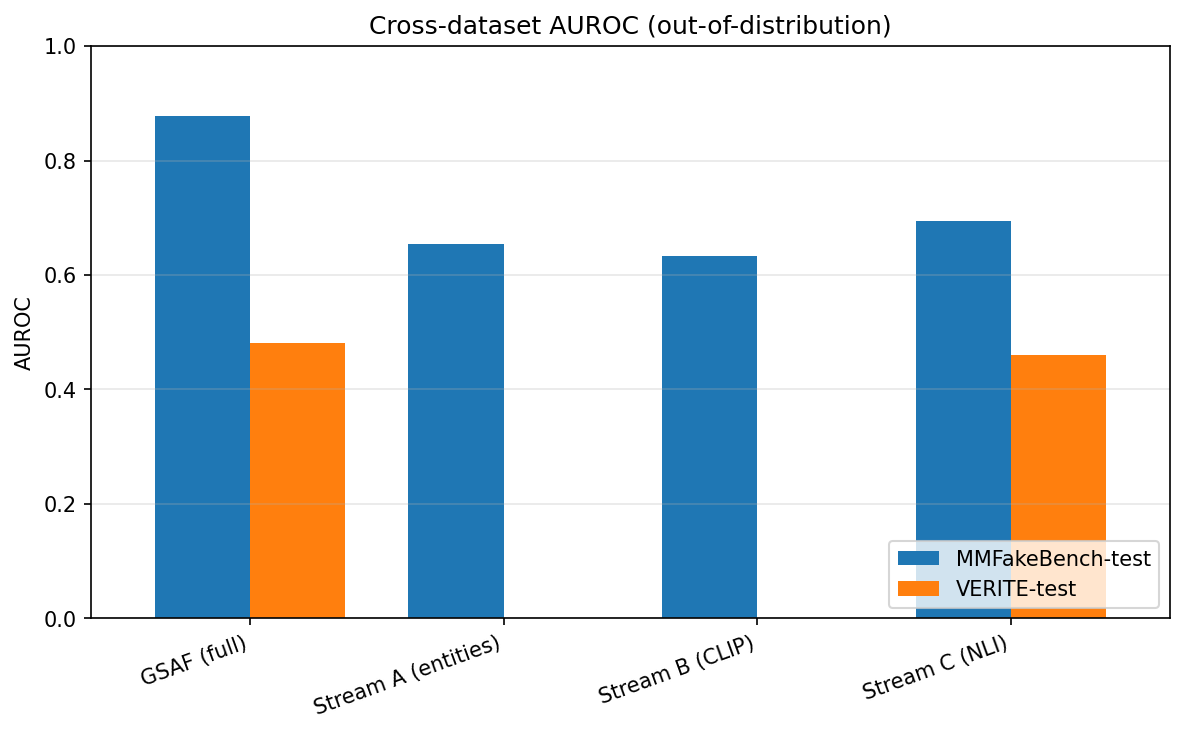 Cross-dataset AUROC (out-of-distribution)
1.0
0.8
0.6
0.4
0.2
0.0
AUROC
MMFakeBench-test
VERITE-test
GSAF (full)
Stream A (entities)
Stream B (CLIP)
Stream C (NLI)